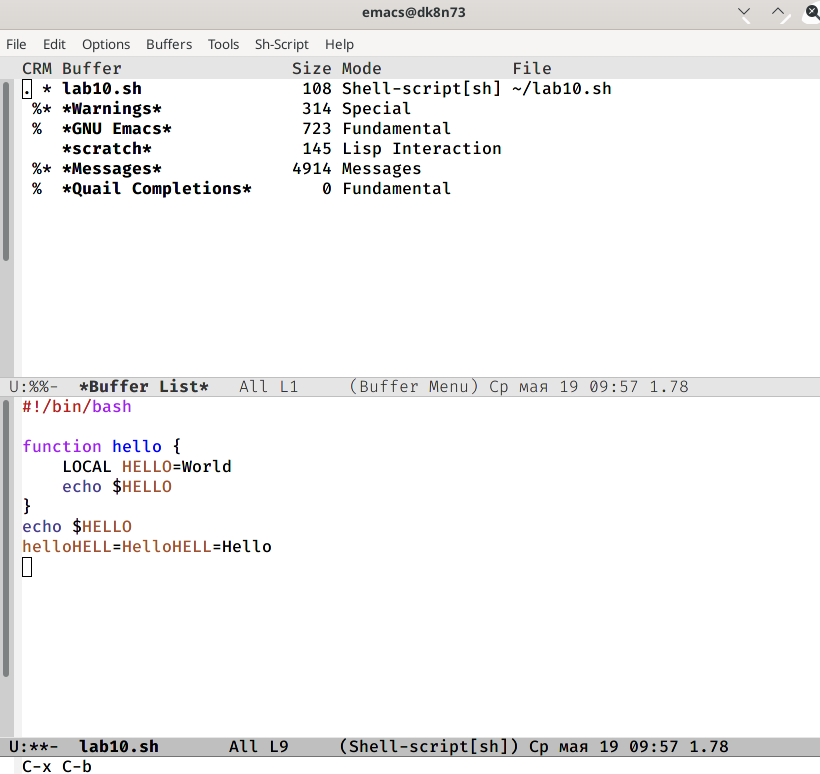 emacs@dk8n73
File Edit Options Buffers Tools Sh-Script Help
CRM Buffer Size Mode File
. * lab10.sh 108 Shell-script[sh] ~/lab10.sh
%* *Warnings* 314 Special
% *GNU Emacs* 723 Fundamental
*scratch* 145 Lisp Interaction
%* *Messages* 4914 Messages
% *Quail Completions* 0 Fundamental
U:%%- *Buffer List* All L1 (Buffer Menu) Ср мая 19 09:57 1.78
#!/bin/bash
function hello {
LOCAL HELLO=World
echo $HELLO
}
echo $HELLO
helloHELL=HelloHELL=Hello
U:**- lab10.sh All L9 (Shell-script[sh]) Ср мая 19 09:57 1.78
C-x C-b